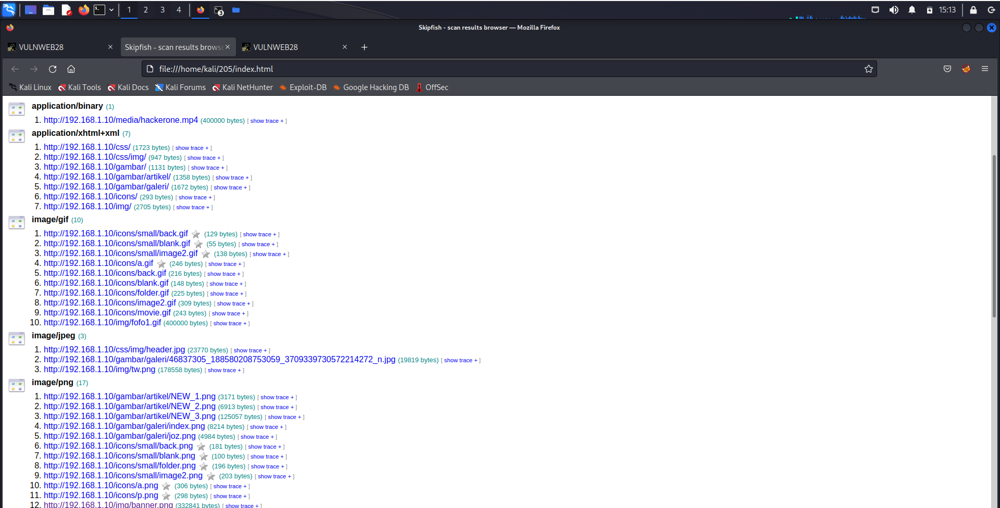 1 2 3 4 3 15:13
Skipfish - scan results browser — Mozilla Firefox
VULNWEB28 Skipfish - scan results browse VULNWEB28
file:///home/kali/205/index.html
Kali Linux Kali Tools Kali Docs Kali Forums Kali NetHunter Exploit-DB Google Hacking DB OffSec
application/binary (1)
1. http://192.168.1.10/media/hackerone.mp4 (400000 bytes) [ show trace + ]
application/xhtml+xml (7)
1. http://192.168.1.10/css/ (1723 bytes) [ show trace + ]
2. http://192.168.1.10/css/img/ (947 bytes) [ show trace + ]
3. http://192.168.1.10/gambar/ (1131 bytes) [ show trace + ]
4. http://192.168.1.10/gambar/artikel/ (1358 bytes) [ show trace + ]
5. http://192.168.1.10/gambar/galeri/ (1672 bytes) [ show trace + ]
6. http://192.168.1.10/icons/ (293 bytes) [ show trace + ]
7. http://192.168.1.10/img/ (2705 bytes) [ show trace + ]
image/gif (10)
1. http://192.168.1.10/icons/small/back.gif (129 bytes) [ show trace + ]
2. http://192.168.1.10/icons/small/blank.gif (55 bytes) [ show trace + ]
3. http://192.168.1.10/icons/small/image2.gif (138 bytes) [ show trace + ]
4. http://192.168.1.10/icons/a.gif (246 bytes) [ show trace + ]
5. http://192.168.1.10/icons/back.gif (216 bytes) [ show trace + ]
6. http://192.168.1.10/icons/blank.gif (148 bytes) [ show trace + ]
7. http://192.168.1.10/icons/folder.gif (225 bytes) [ show trace + ]
8. http://192.168.1.10/icons/image2.gif (309 bytes) [ show trace + ]
9. http://192.168.1.10/icons/movie.gif (243 bytes) [ show trace + ]
10. http://192.168.1.10/img/fofo1.gif (400000 bytes) [ show trace + ]
image/jpeg (3)
1. http://192.168.1.10/css/img/header.jpg (23770 bytes) [ show trace + ]
2. http://192.168.1.10/gambar/galeri/46837305_188580208753059_3709339730572214272_n.jpg (19819 bytes) [ show trace + ]
3. http://192.168.1.10/img/tw.png (178558 bytes) [ show trace + ]
image/png (17)
1. http://192.168.1.10/gambar/artikel/NEW_1.png (3171 bytes) [ show trace + ]
2. http://192.168.1.10/gambar/artikel/NEW_2.png (6913 bytes) [ show trace + ]
3. http://192.168.1.10/gambar/artikel/NEW_3.png (125057 bytes) [ show trace + ]
4. http://192.168.1.10/gambar/galeri/index.png (8214 bytes) [ show trace + ]
5. http://192.168.1.10/gambar/galeri/joz.png (4984 bytes) [ show trace + ]
6. http://192.168.1.10/icons/small/back.png (181 bytes) [ show trace + ]
7. http://192.168.1.10/icons/small/blank.png (100 bytes) [ show trace + ]
8. http://192.168.1.10/icons/small/folder.png (196 bytes) [ show trace + ]
9. http://192.168.1.10/icons/small/image2.png (203 bytes) [ show trace + ]
10. http://192.168.1.10/icons/a.png (306 bytes) [ show trace + ]
11. http://192.168.1.10/icons/p.png (298 bytes) [ show trace + ]
12. http://192.168.1.10/img/banner.png (332841 bytes) [ show trace + ]